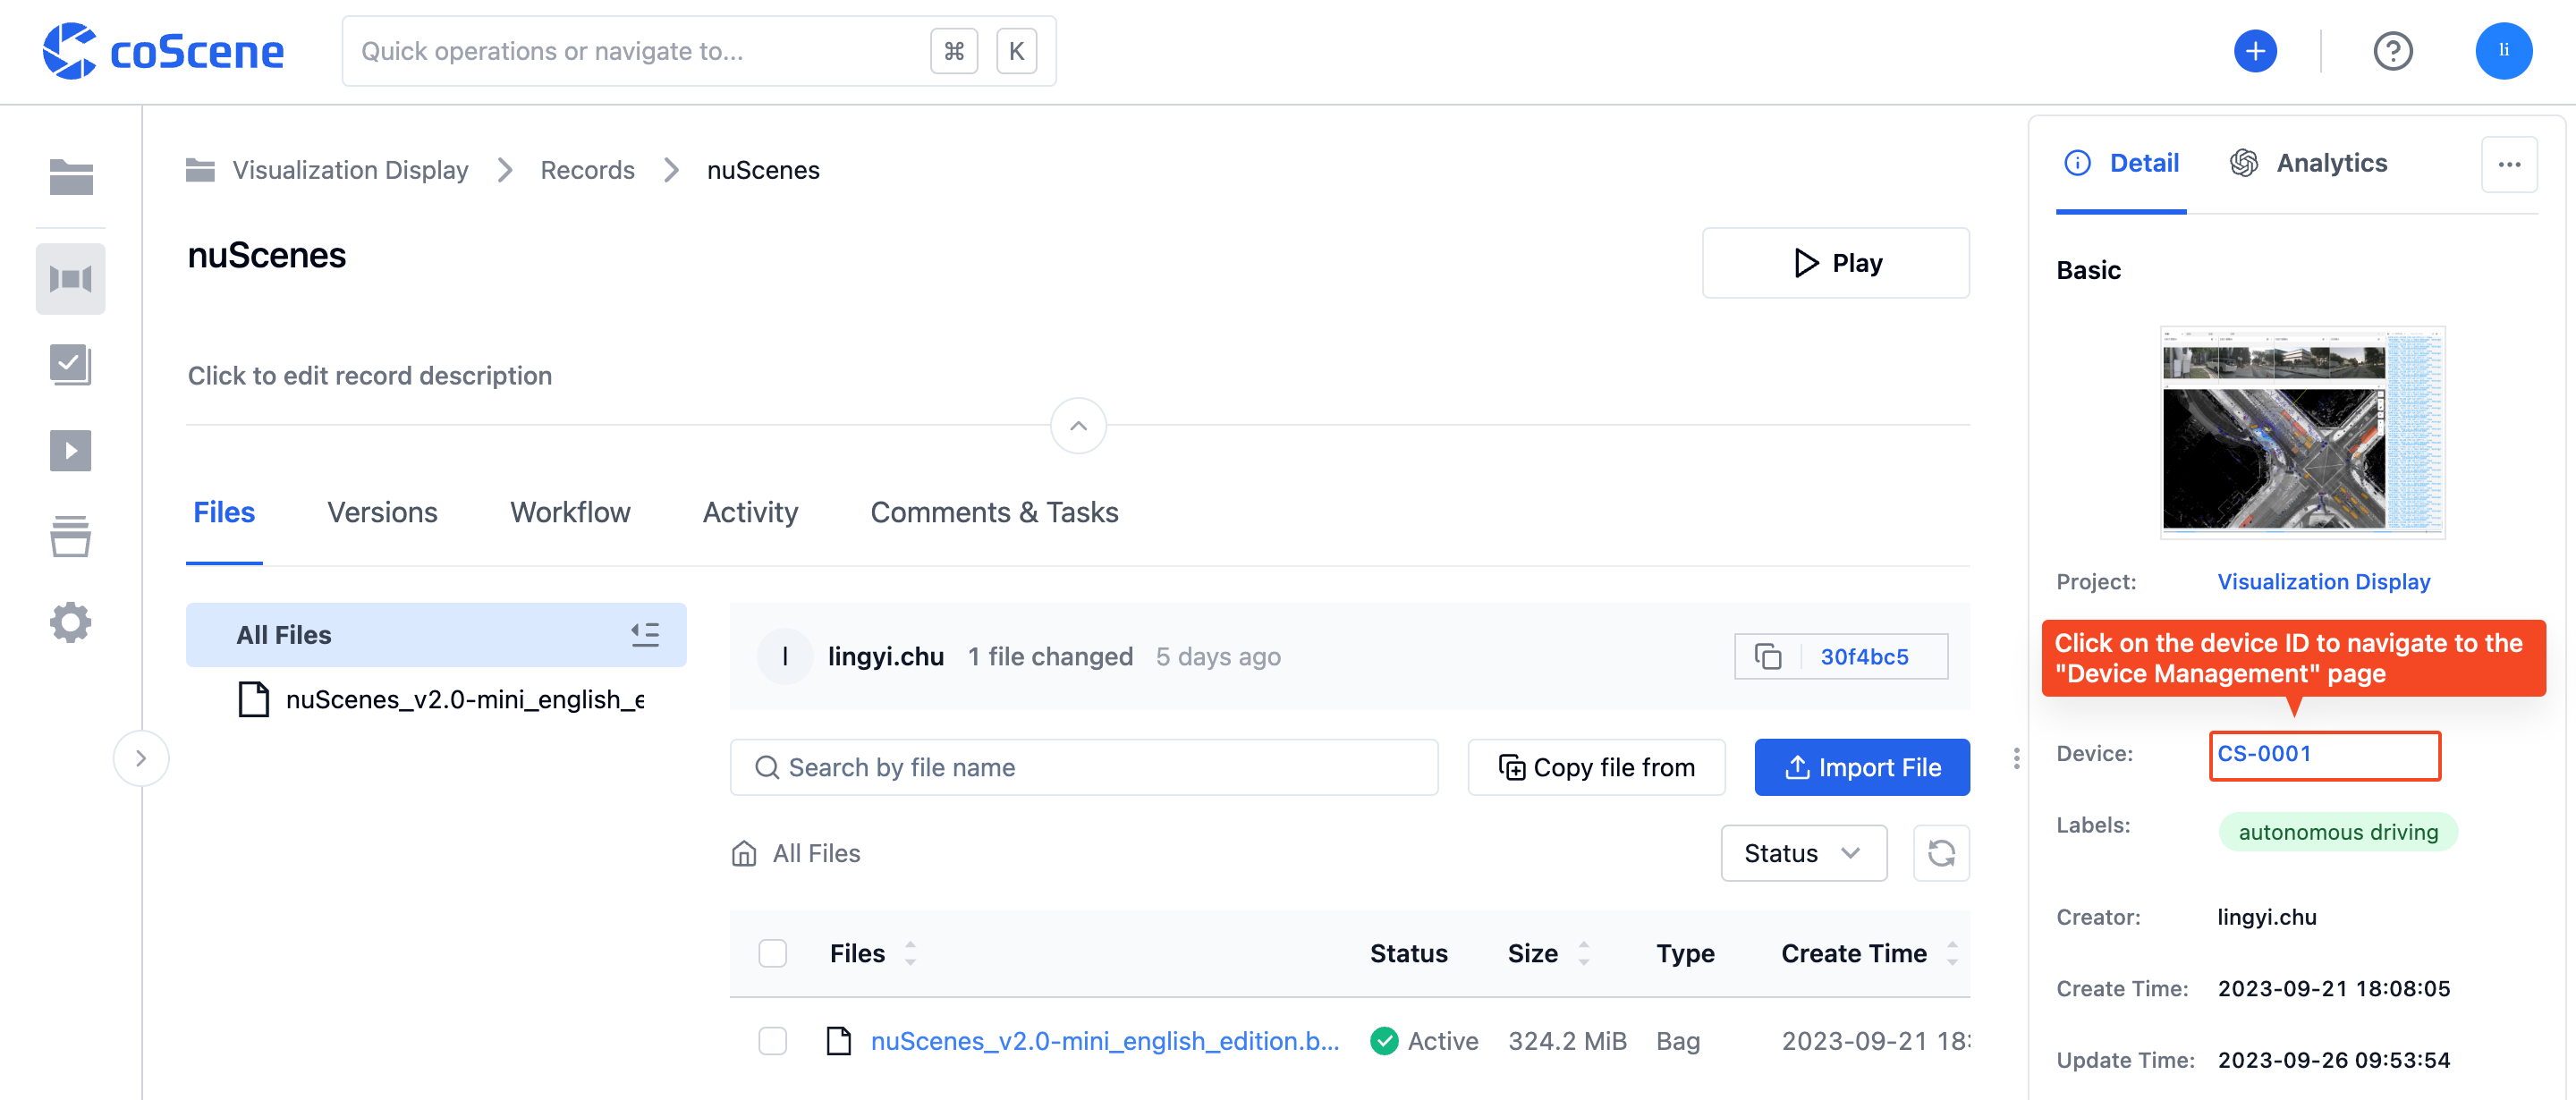 coScene
Quick operations or navigate to...
⌘ K
li
Visualization Display
Records
nuScenes
nuScenes
Play
Click to edit record description
Files
Versions
Workflow
Activity
Comments & Tasks
All Files
nuScenes_v2.0-mini_english_e
l
lingyi.chu 1 file changed 5 days ago
30f4bc5
Search by file name
Copy file from
Import File
All Files
Status
Files Status Size Type Create Time
nuScenes_v2.0-mini_english_edition.b... Active 324.2 MiB Bag 2023-09-21 18:
Detail
Analytics
Basic
Project: Visualization Display
Click on the device ID to navigate to the
"Device Management" page
Device: CS-0001
Labels: autonomous driving
Creator: lingyi.chu
Create Time: 2023-09-21 18:08:05
Update Time: 2023-09-26 09:53:54